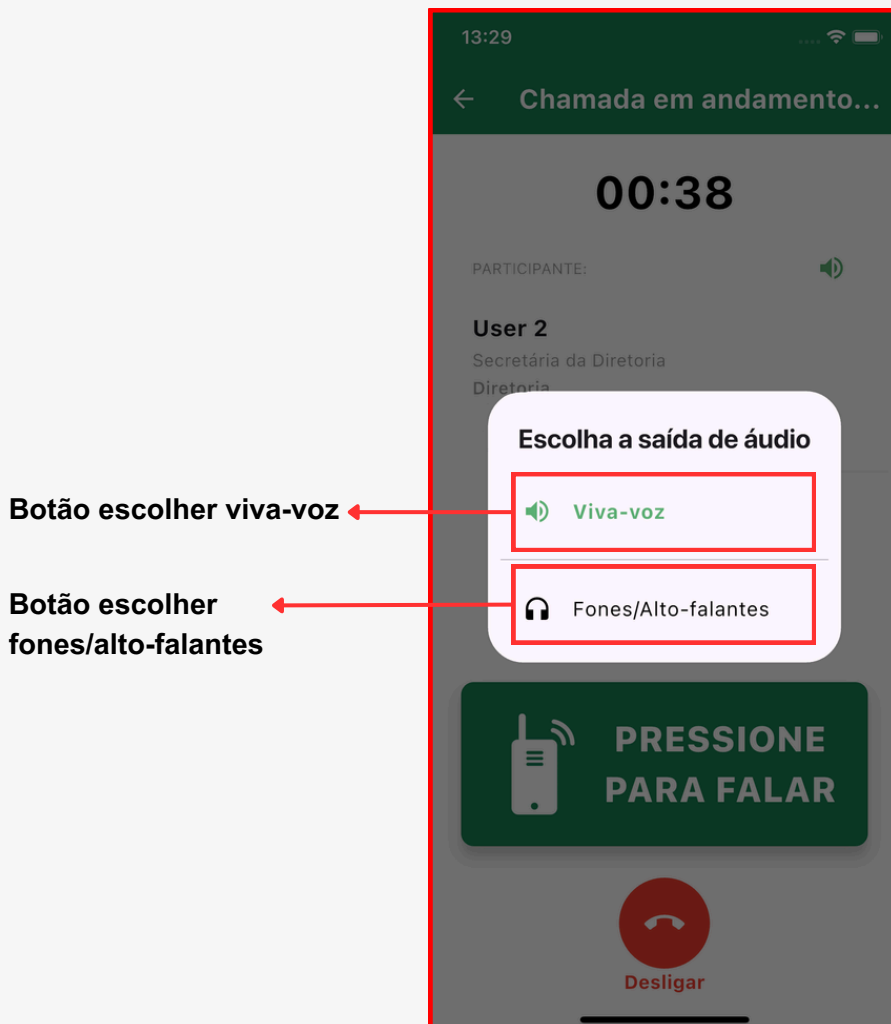 13:29
Chamada em andamento...
00:38
PARTICIPANTE:
User 2
Secretária da Diretoria
Diretoria
Escolha a saída de áudio
Botão escolher viva-voz
Viva-voz
Botão escolher
fones/alto-falantes
Fones/Alto-falantes
PRESSIONE
PARA FALAR
Desligar